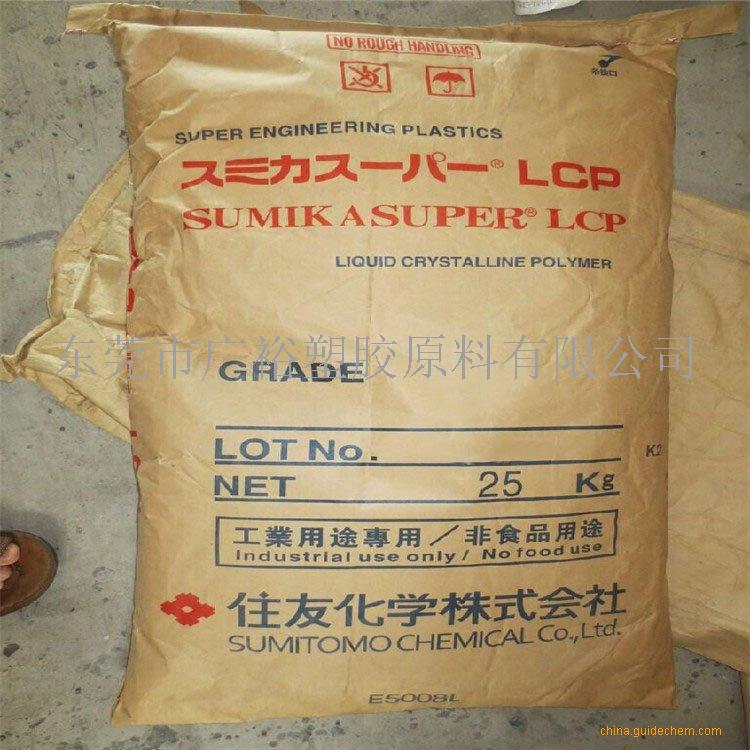 NO ROUGH HANDLING
SUPER ENGINEERING PLASTICS
スミカスーパー® LCP
SUMIKASUPER® LCP
LIQUID CRYSTALLINE POLYMER
东莞市广裕塑胶原料有限公司
GRADE
LOT No.
K2
NET 25 Kg
工業用途專用/非食品用途
Industrial use only / No food use
住友化学株式会社
SUMITOMO CHEMICAL Co.,Ltd.
E5008L
china.guidechem.com